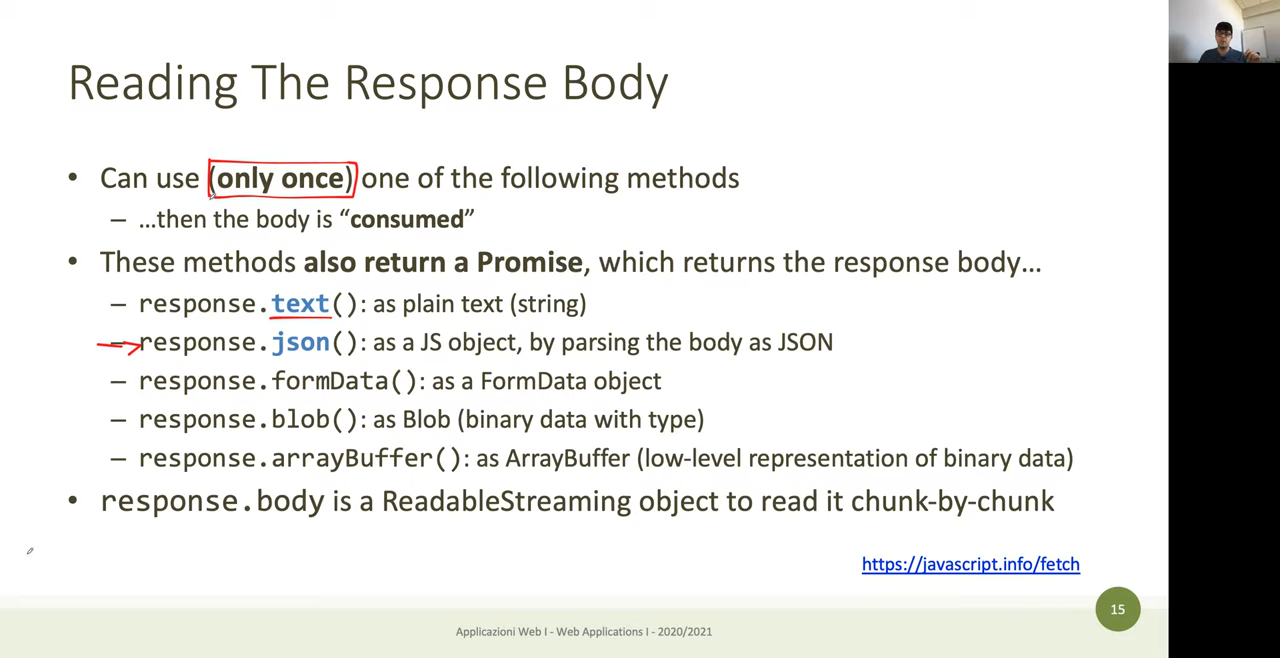 Reading The Response Body
• Can use (only once) one of the following methods
– …then the body is “consumed”
• These methods also return a Promise, which returns the response body…
– response.text(): as plain text (string)
– response.json(): as a JS object, by parsing the body as JSON
– response.formData(): as a FormData object
– response.blob(): as Blob (binary data with type)
– response.arrayBuffer(): as ArrayBuffer (low-level representation of binary data)
• response.body is a ReadableStreaming object to read it chunk-by-chunk
https://javascript.info/fetch
15
Applicazioni Web I - Web Applications I - 2020/2021